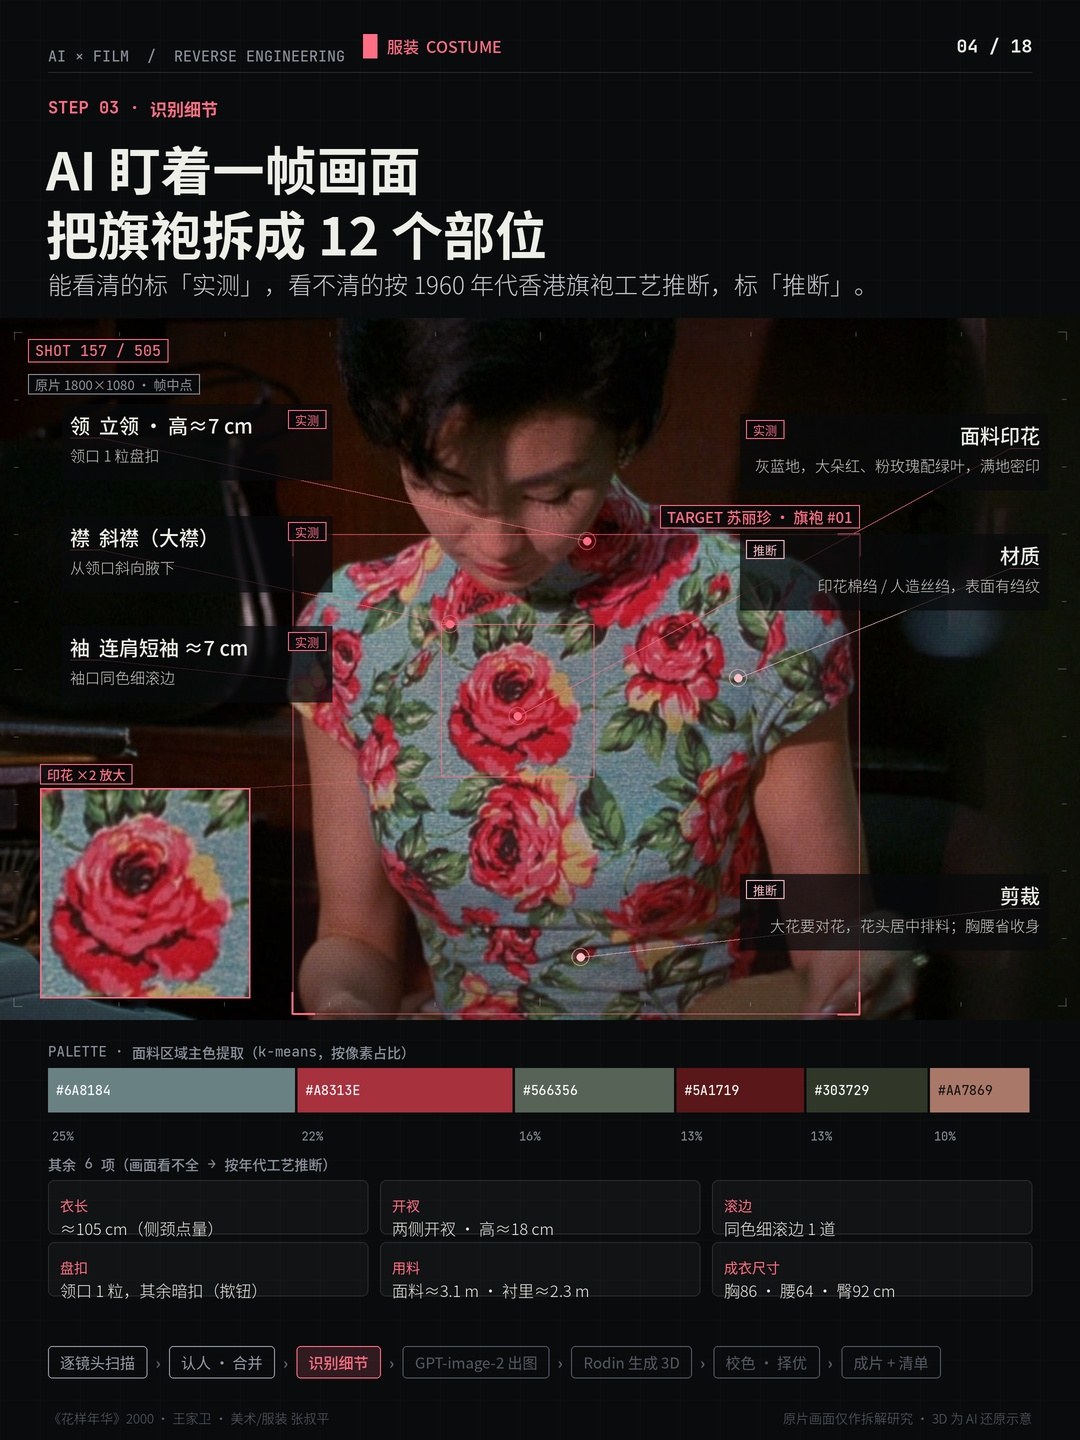 AI × FILM / REVERSE ENGINEERING
服装 COSTUME
04 / 18
STEP 03 · 识别细节
AI 盯着一帧画面
把旗袍拆成 12 个部位
能看清的标「实测」，看不清的按 1960 年代香港旗袍工艺推断，标「推断」。
SHOT 157 / 505
原片 1800×1080 · 帧中点
领 立领 · 高≈7 cm
实测
领口 1 粒盘扣
襟 斜襟（大襟）
实测
从领口斜向腋下
袖 连肩短袖 ≈7 cm
实测
袖口同色细滚边
实测
面料印花
灰蓝地，大朵红、粉玫瑰配绿叶，满地密印
TARGET 苏丽珍 · 旗袍 #01
推断
材质
印花棉绉 / 人造丝绉，表面有绉纹
印花 ×2 放大
推断
剪裁
大花要对花，花头居中排料；胸腰省收身
PALETTE · 面料区域主色提取（k-means，按像素占比）
#6A8184
#A8313E
#566356
#5A1719
#303729
#AA7869
25%
22%
16%
13%
13%
10%
其余 6 项（画面看不全 → 按年代工艺推断）
衣长
≈105 cm（侧颈点量）
开衩
两侧开衩 · 高≈18 cm
滚边
同色细滚边 1 道
盘扣
领口 1 粒，其余暗扣（揿钮）
用料
面料≈3.1 m · 衬里≈2.3 m
成衣尺寸
胸86 · 腰64 · 臀92 cm
逐镜头扫描 › 认人 · 合并 › 识别细节 › GPT-image-2 出图 › Rodin 生成 3D › 校色 · 择优 › 成片 + 清单
《花样年华》2000 · 王家卫 · 美术/服装 张叔平
原片画面仅作拆解研究 · 3D 为 AI 还原示意